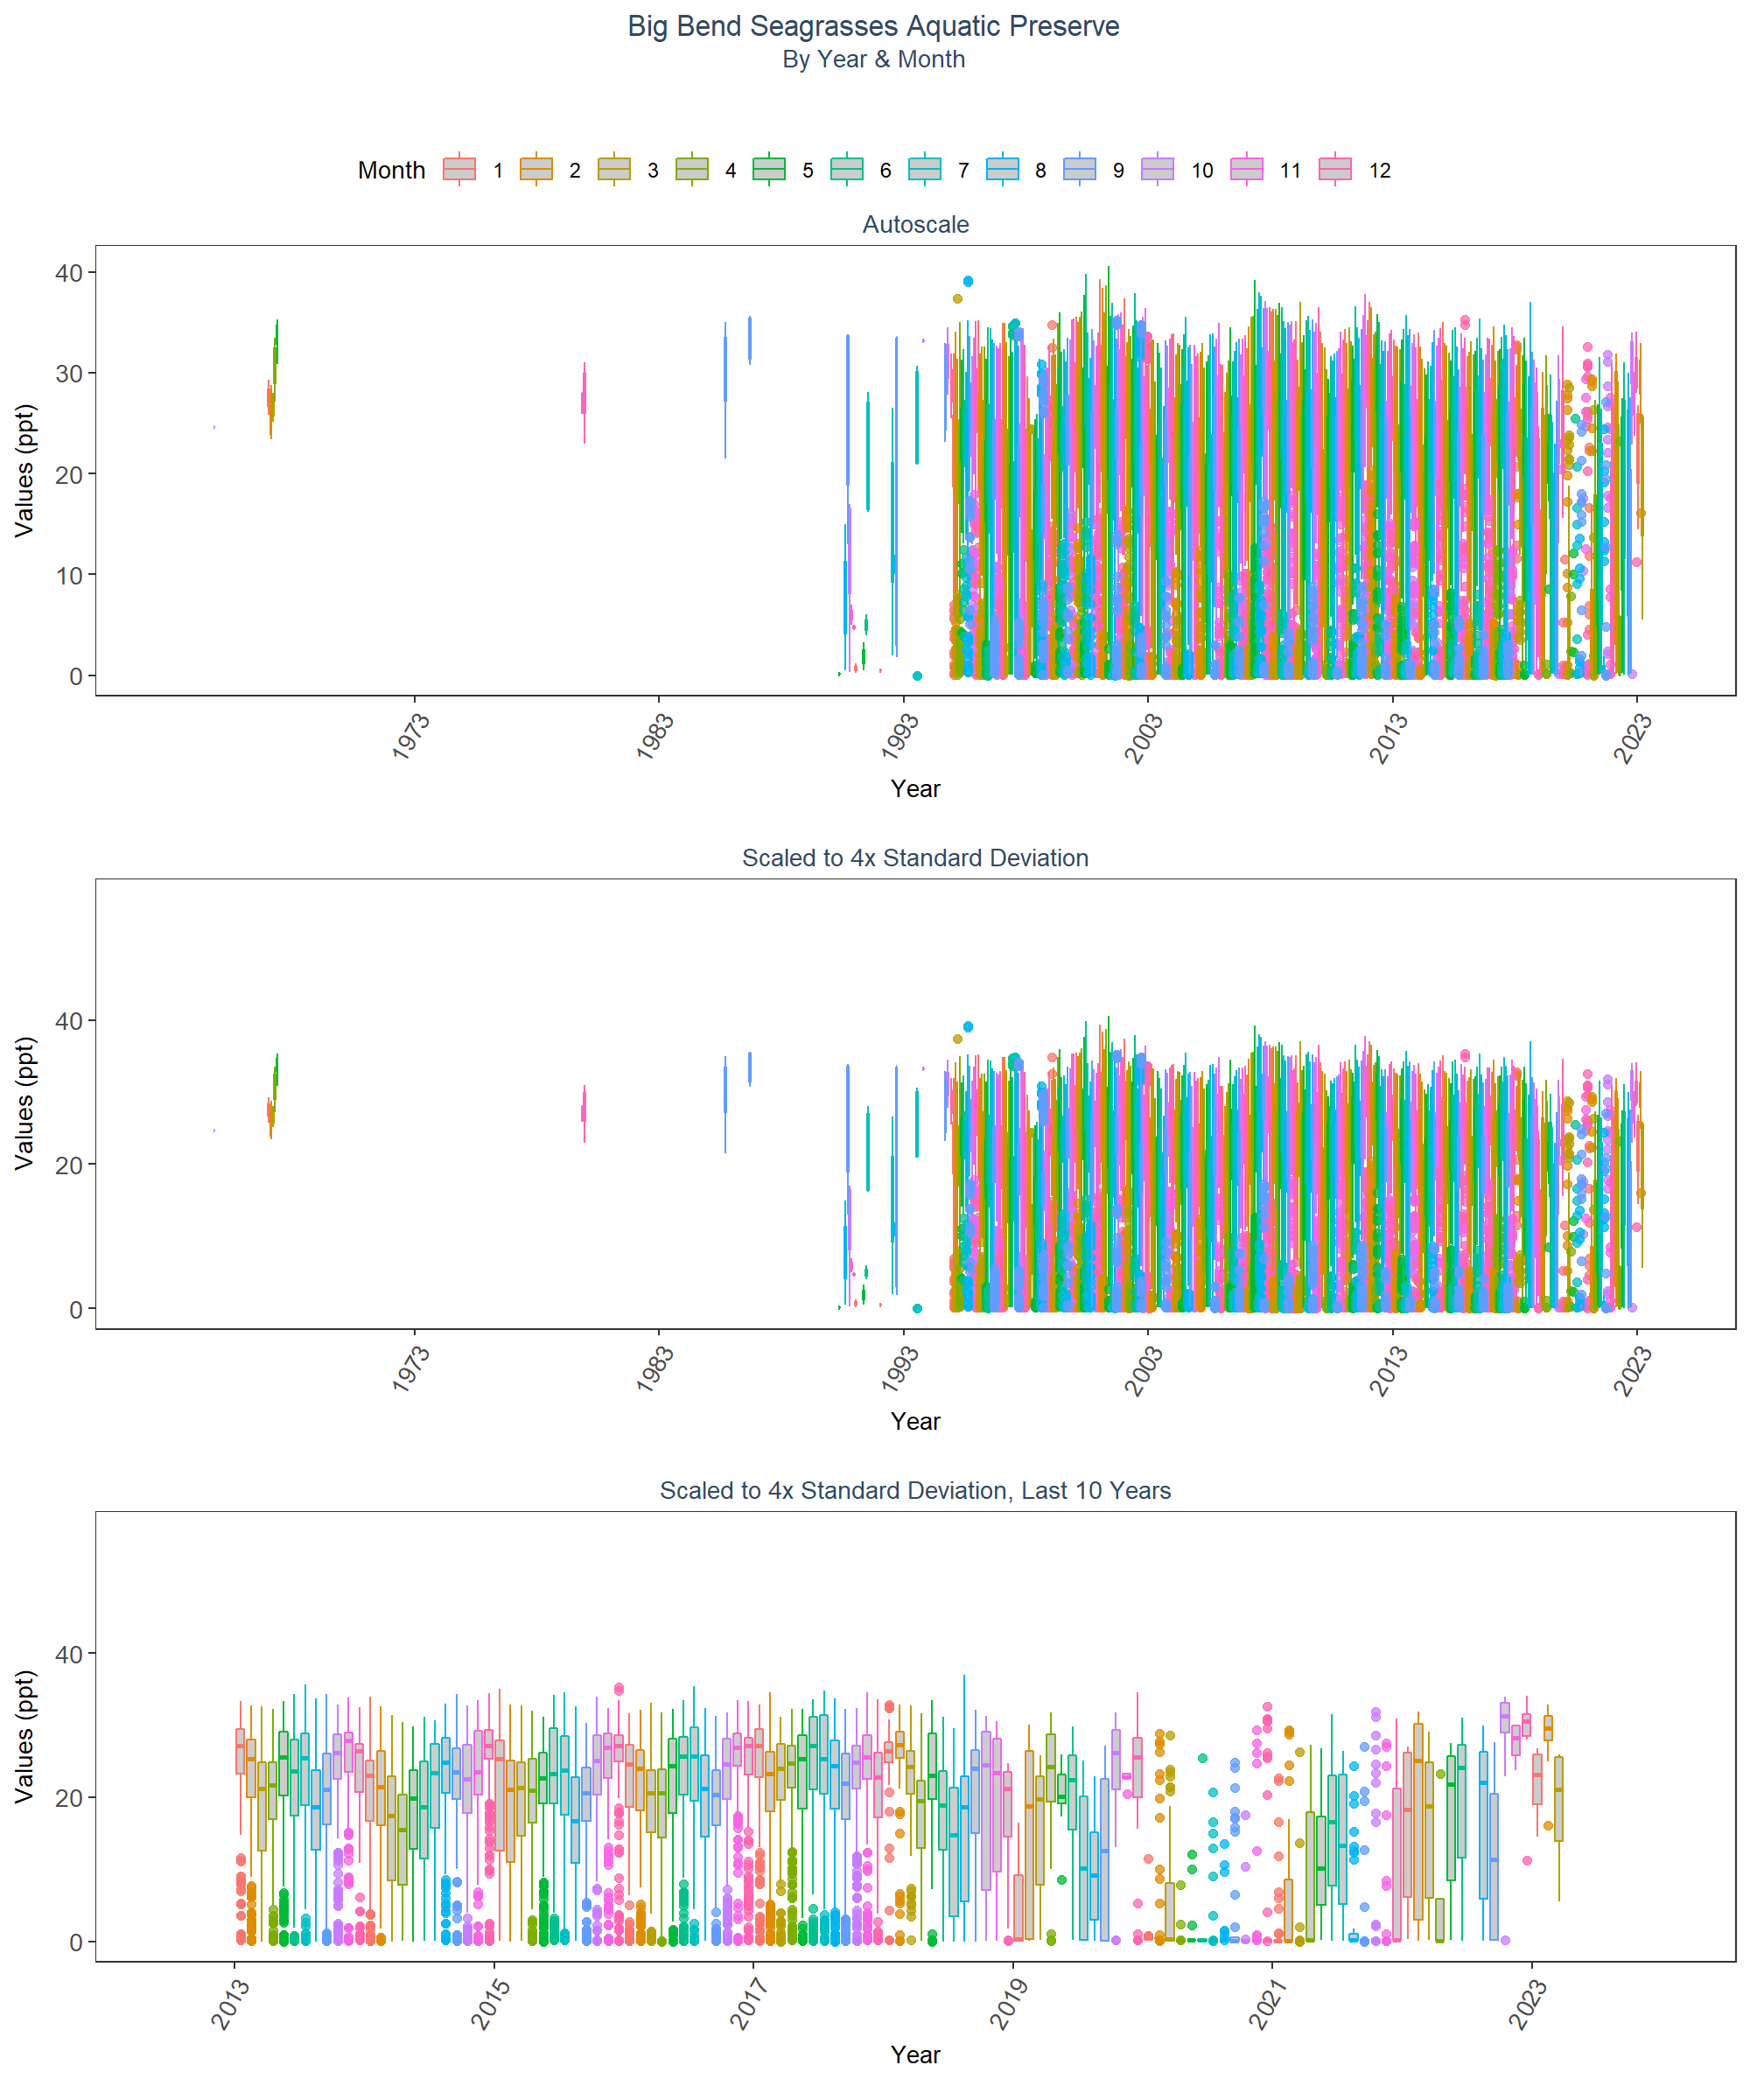 Big Bend Seagrasses Aquatic Preserve
By Year & Month
Month 1 2 3 4 5 6 7 8 9 10 11 12
Autoscale
Values (ppt)
40
30
20
10
0
1973 1983 1993 2003 2013 2023
Year
Scaled to 4x Standard Deviation
Values (ppt)
40
20
0
1973 1983 1993 2003 2013 2023
Year
Scaled to 4x Standard Deviation, Last 10 Years
Values (ppt)
40
20
0
2013 2015 2017 2019 2021 2023
Year